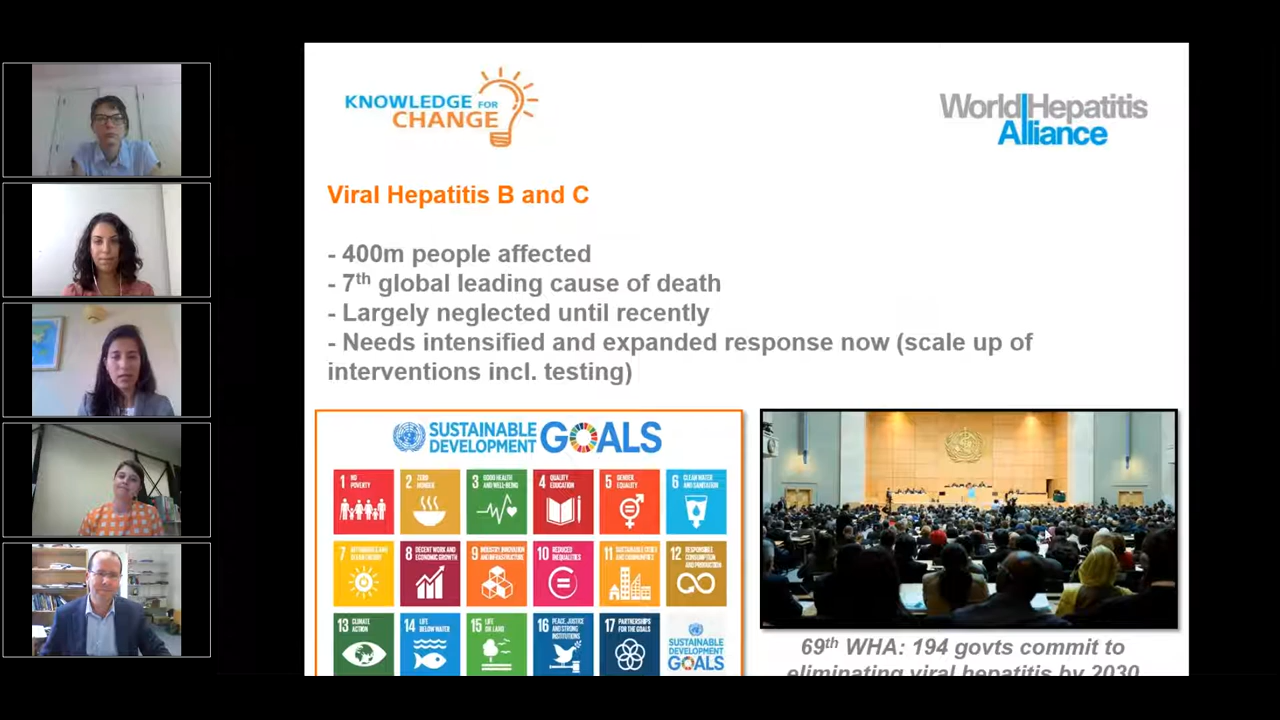 KNOWLEDGE FOR
CHANGE
World Hepatitis
Alliance
Viral Hepatitis B and C
- 400m people affected
- 7th global leading cause of death
- Largely neglected until recently
- Needs intensified and expanded response now (scale up of
interventions incl. testing)
SUSTAINABLE
DEVELOPMENT
GOALS
1 NO
POVERTY
2 ZERO
HUNGER
3 GOOD HEALTH
AND WELL-BEING
4 QUALITY
EDUCATION
5 GENDER
EQUALITY
6 CLEAN WATER
AND SANITATION
7 AFFORDABLE AND
CLEAN ENERGY
8 DECENT WORK AND
ECONOMIC GROWTH
9 INDUSTRY, INNOVATION
AND INFRASTRUCTURE
10 REDUCED
INEQUALITIES
11 SUSTAINABLE CITIES
AND COMMUNITIES
12 RESPONSIBLE
CONSUMPTION
AND PRODUCTION
13 CLIMATE
ACTION
14 LIFE
BELOW WATER
15 LIFE
ON LAND
16 PEACE, JUSTICE
AND STRONG
INSTITUTIONS
17 PARTNERSHIPS
FOR THE GOALS
SUSTAINABLE
DEVELOPMENT
GOALS
69th WHA: 194 govts commit to
eliminating viral hepatitis by 2030